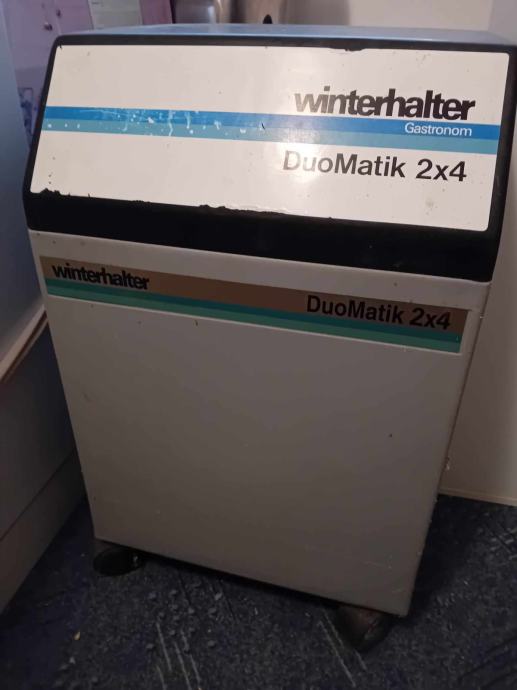 winterhalter
Gastronom
DuoMatik 2x4
winterhalter
DuoMatik 2x4